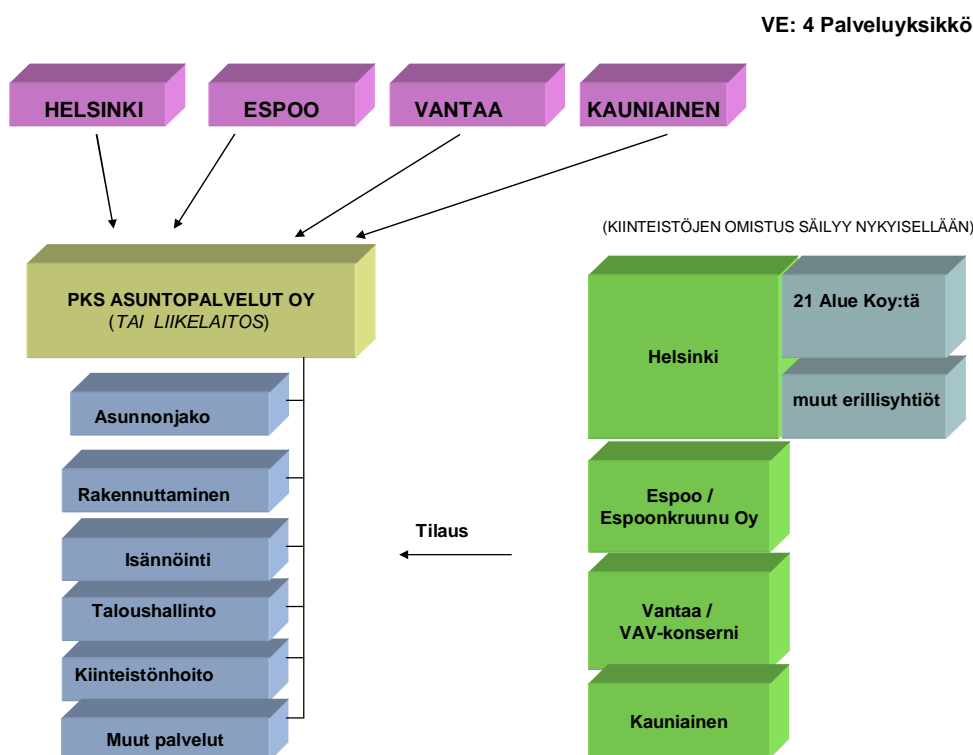 VE: 4 Palveluyksikkö
HELSINKI
ESPOO
VANTAA
KAUNIAINEN
(KIINTEISTÖJEN OMISTUS SÄILYY NYKYISELLÄÄN)
PKS ASUNTOPALVELUT OY
(TAI LIIKELAITOS)
Asunnonjako
Rakennuttaminen
Isännöinti
Taloushallinto
Kiinteistönhoito
Muut palvelut
Tilaus
Helsinki
21 Alue Koy:tä
muut erillisyhtiöt
Espoo /
Espoonkruunu Oy
Vantaa /
VAV-konserni
Kauniainen